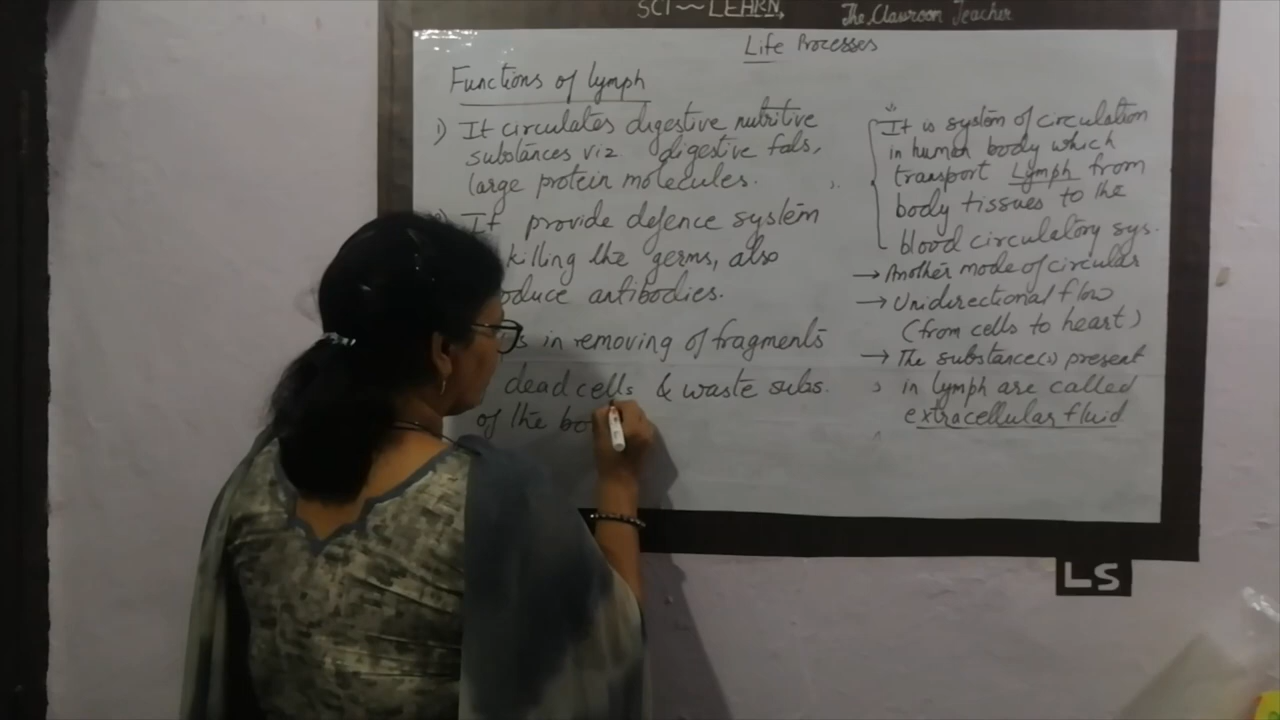 SCI~~LEARN,
The Classroom Teacher
Life Processes
Functions of lymph
1) It circulates digestive nutritive
substances viz digestive fats,
large protein molecules.
It provide defence system
killing the germs, also
oduce antibodies.
s in removing of fragments
dead cells & waste subs.
of the bo
It is system of circulation
in human body which
transport Lymph from
body tissues to the
blood circulatory sys.
→ Another mode of circular
→ Unidirectional flow
(from cells to heart)
→ The substance(s) present
in lymph are called
extracellular fluid
LS